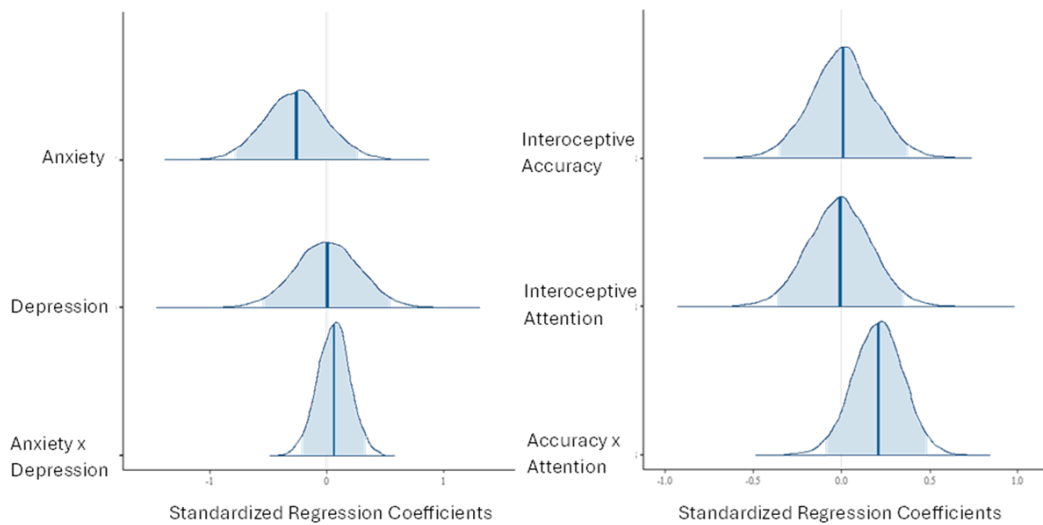 Anxiety
Depression
Anxiety x
Depression
-1
0
1
Standardized Regression Coefficients
Interoceptive
Accuracy
Interoceptive
Attention
Accuracy x
Attention
-1.0
-0.5
0.0
0.5
1.0
Standardized Regression Coefficients